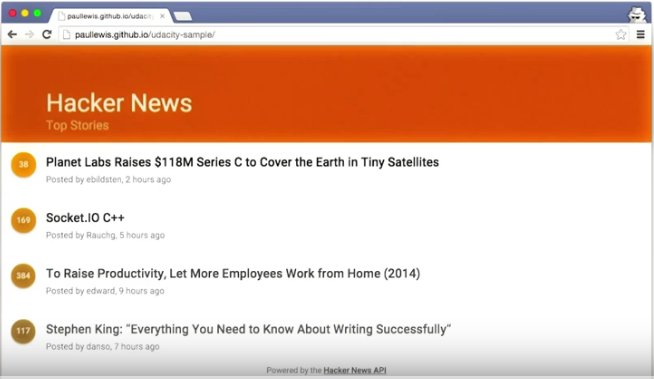 paullewis.github.io/udacit
paullewis.github.io/udacity-sample/
Hacker News
Top Stories
38
Planet Labs Raises $118M Series C to Cover the Earth in Tiny Satellites
Posted by ebildsten, 2 hours ago
169
Socket.IO C++
Posted by Rauchg, 5 hours ago
384
To Raise Productivity, Let More Employees Work from Home (2014)
Posted by edward, 9 hours ago
117
Stephen King: "Everything You Need to Know About Writing Successfully"
Posted by danso, 7 hours ago
Powered by the Hacker News API